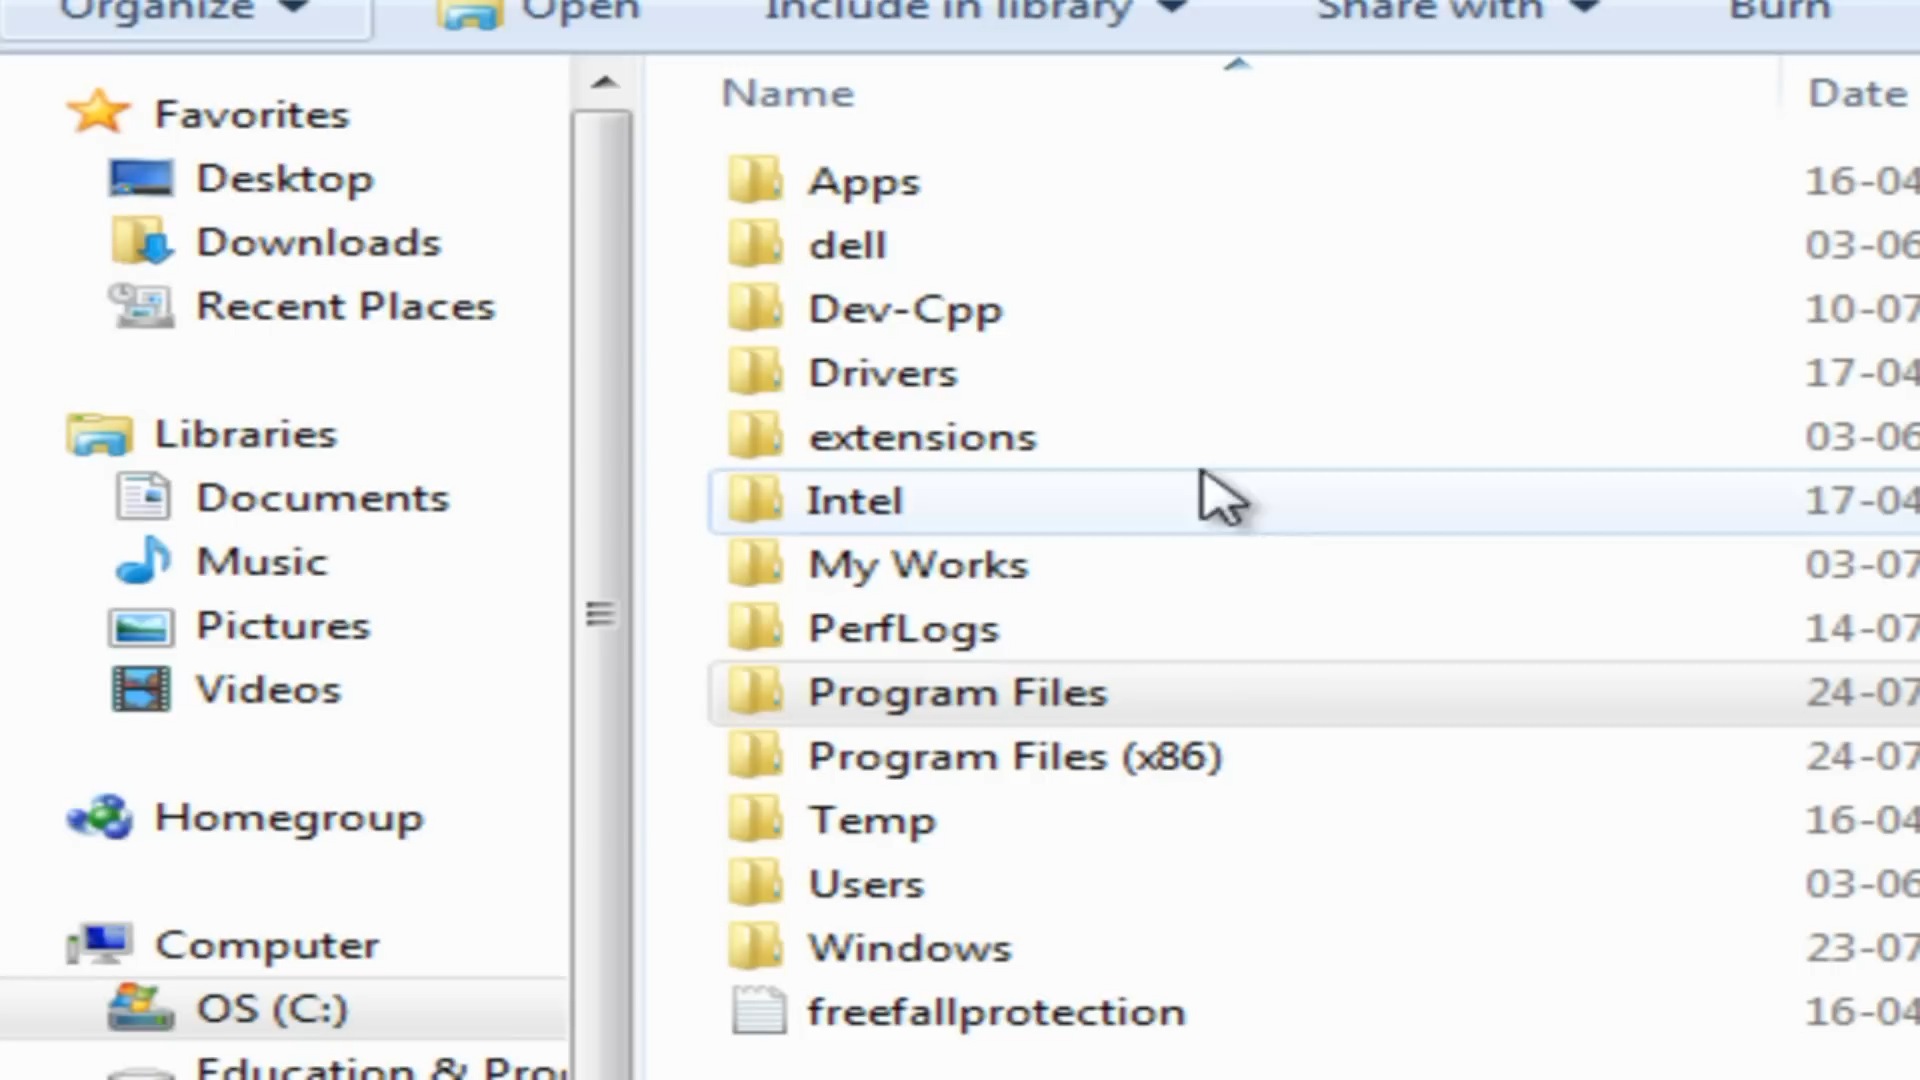 Organize Open Include in library Share with Burn
Name Date
Favorites
Desktop
Downloads
Recent Places
Libraries
Documents
Music
Pictures
Videos
Homegroup
Computer
OS (C:)
Education &
Apps 16-04
dell 03-06
Dev-Cpp 10-07
Drivers 17-04
extensions 03-06
Intel 17-04
My Works 03-07
PerfLogs 14-07
Program Files 24-07
Program Files (x86) 24-07
Temp 16-04
Users 03-06
Windows 23-07
freefallprotection 16-04